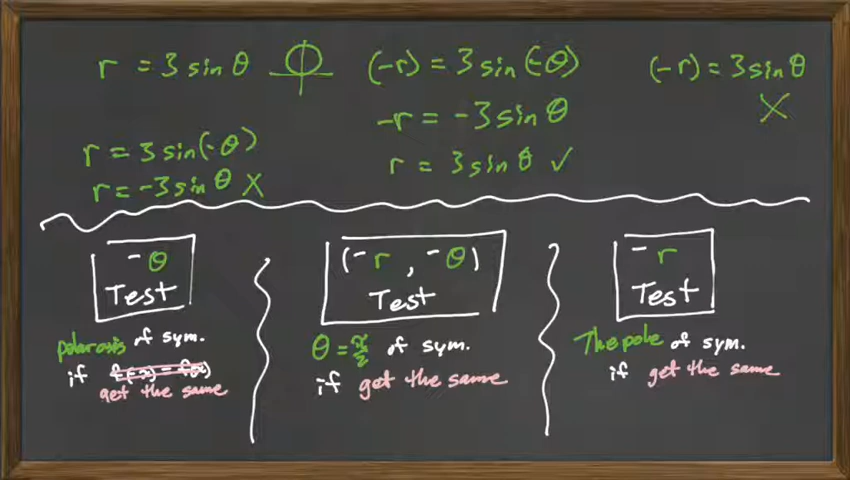 r = 3 sin θ
(-r) = 3 sin (-θ)
(-r) = 3 sin θ
-r = -3 sin θ
X
r = 3 sin(-θ)
r = 3 sin θ ✓
r = -3 sin θ X
-θ
Test
polar axis of sym.
if f(-x) = f(x)
get the same
(-r, -θ)
Test
θ = π/2 of sym.
if get the same
-r
Test
The pole of sym.
if get the same